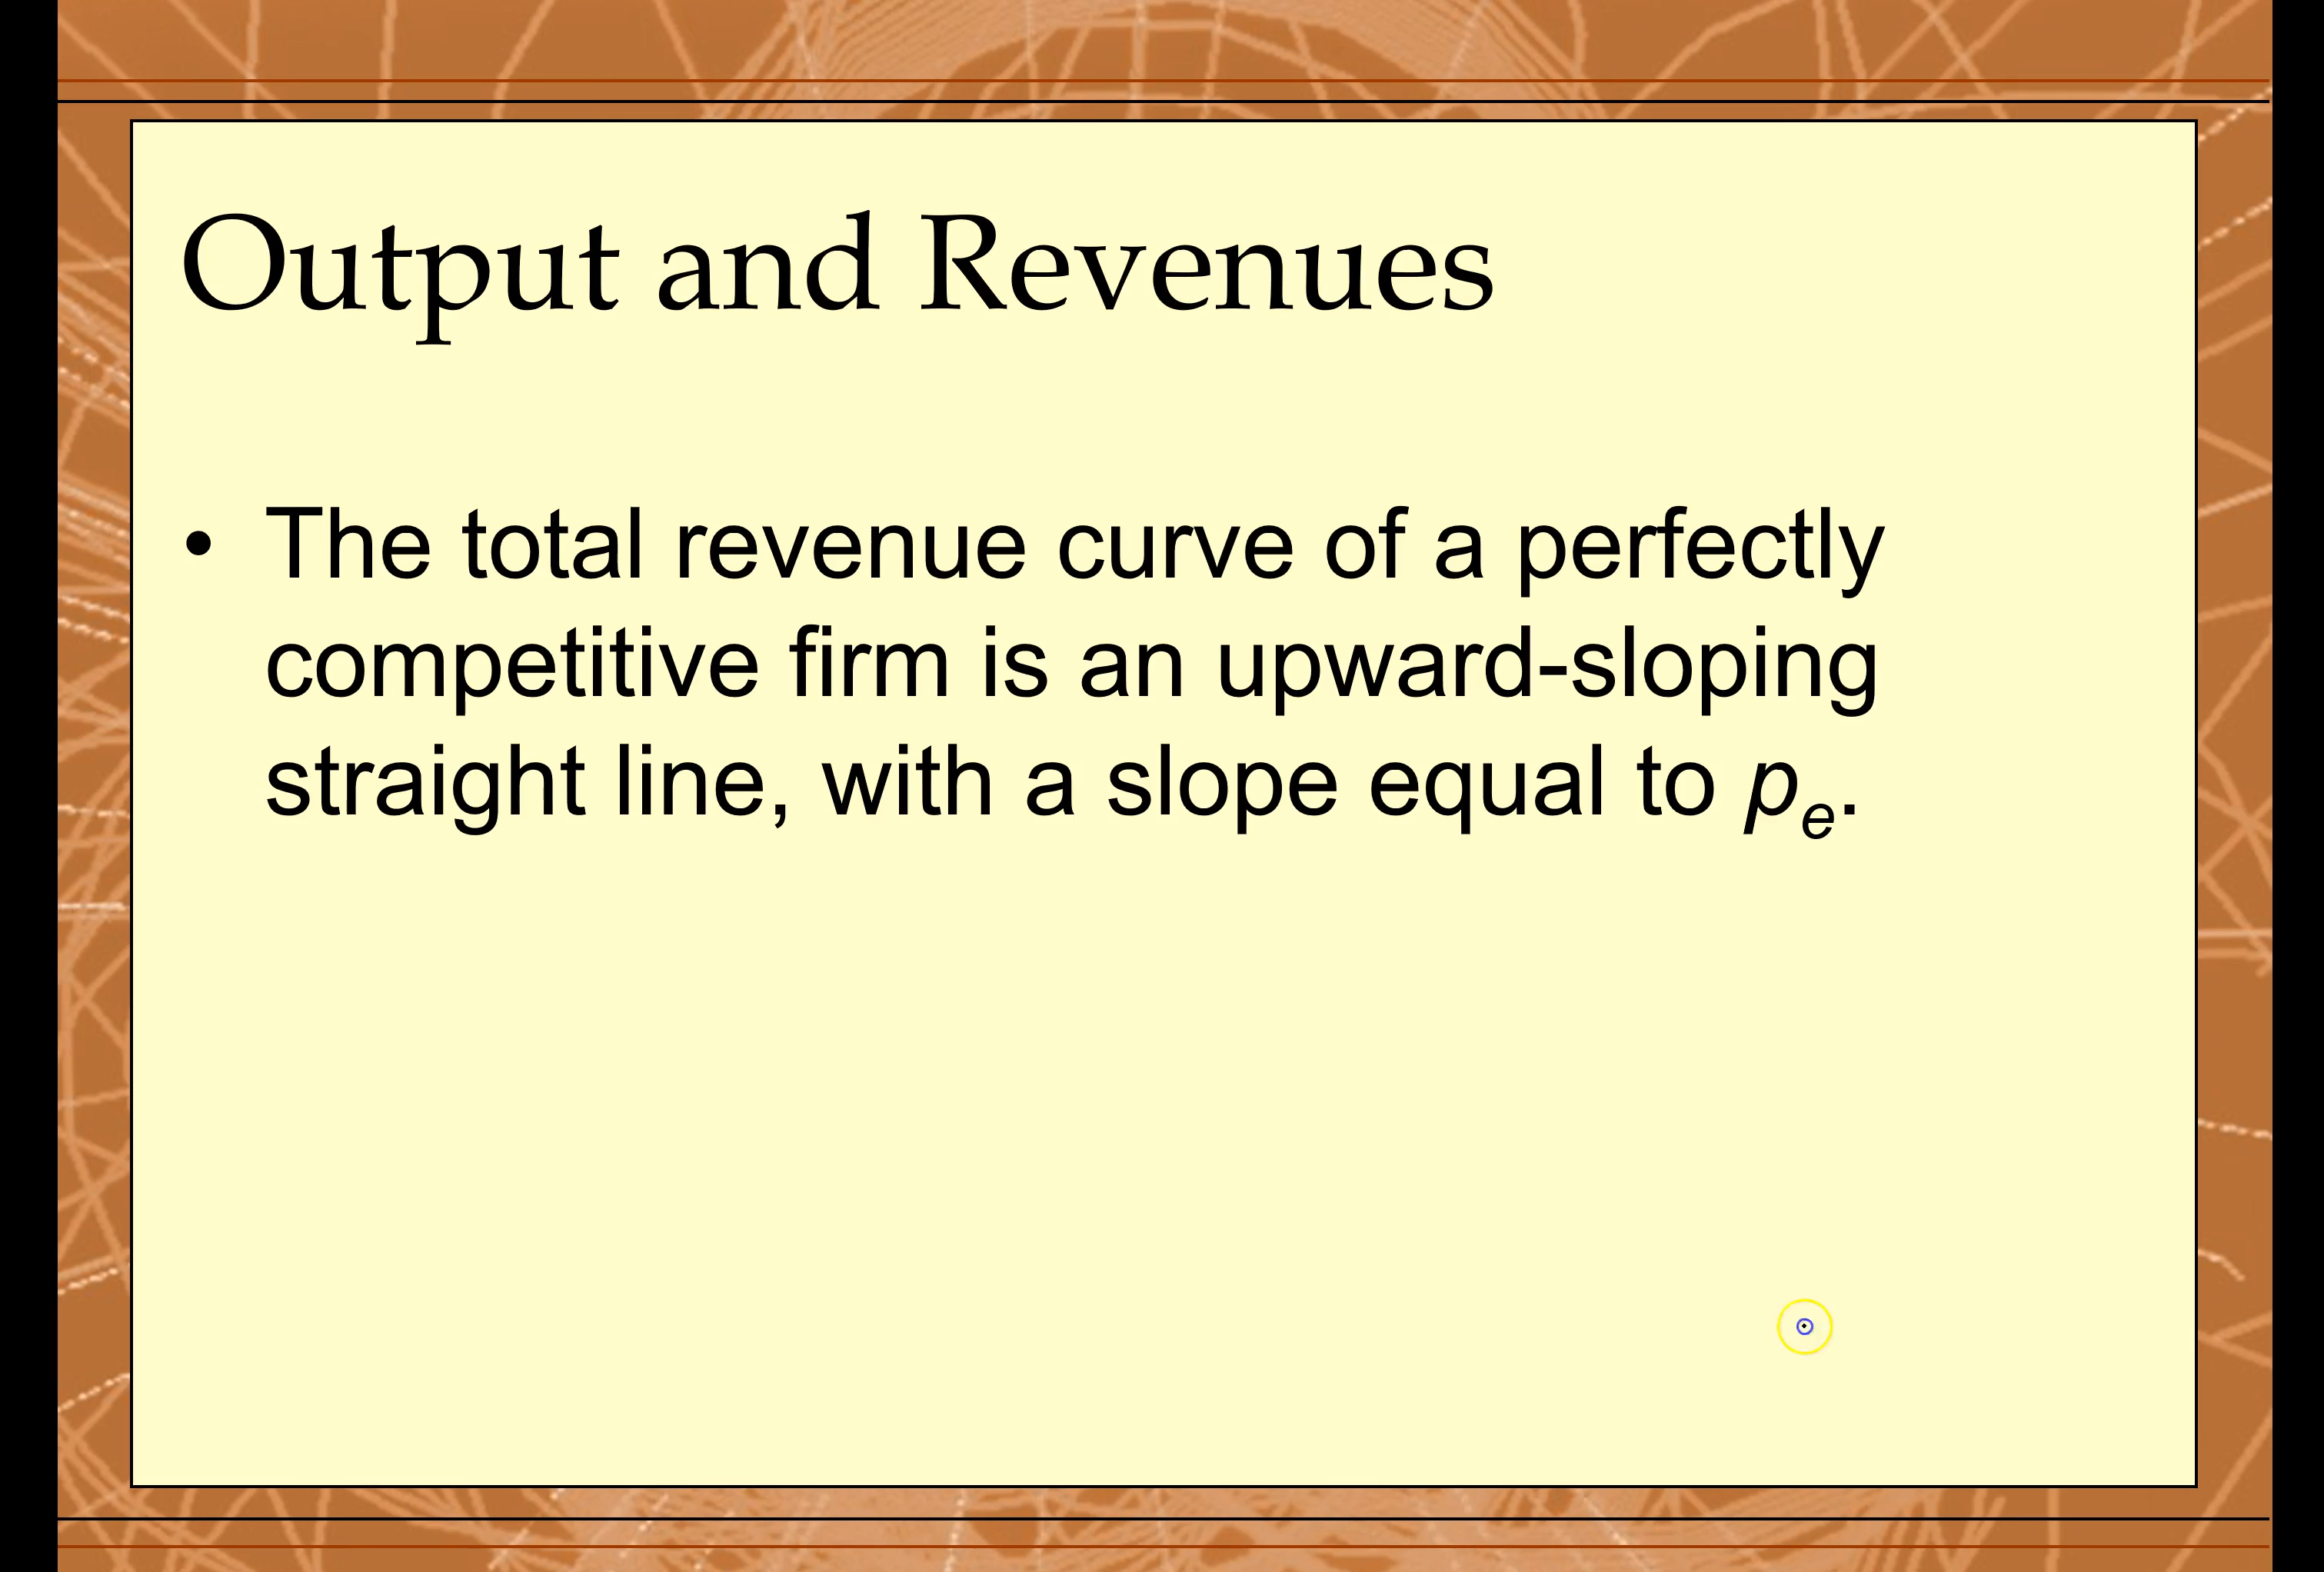 Output and Revenues
• The total revenue curve of a perfectly
competitive firm is an upward-sloping
straight line, with a slope equal to pₑ.